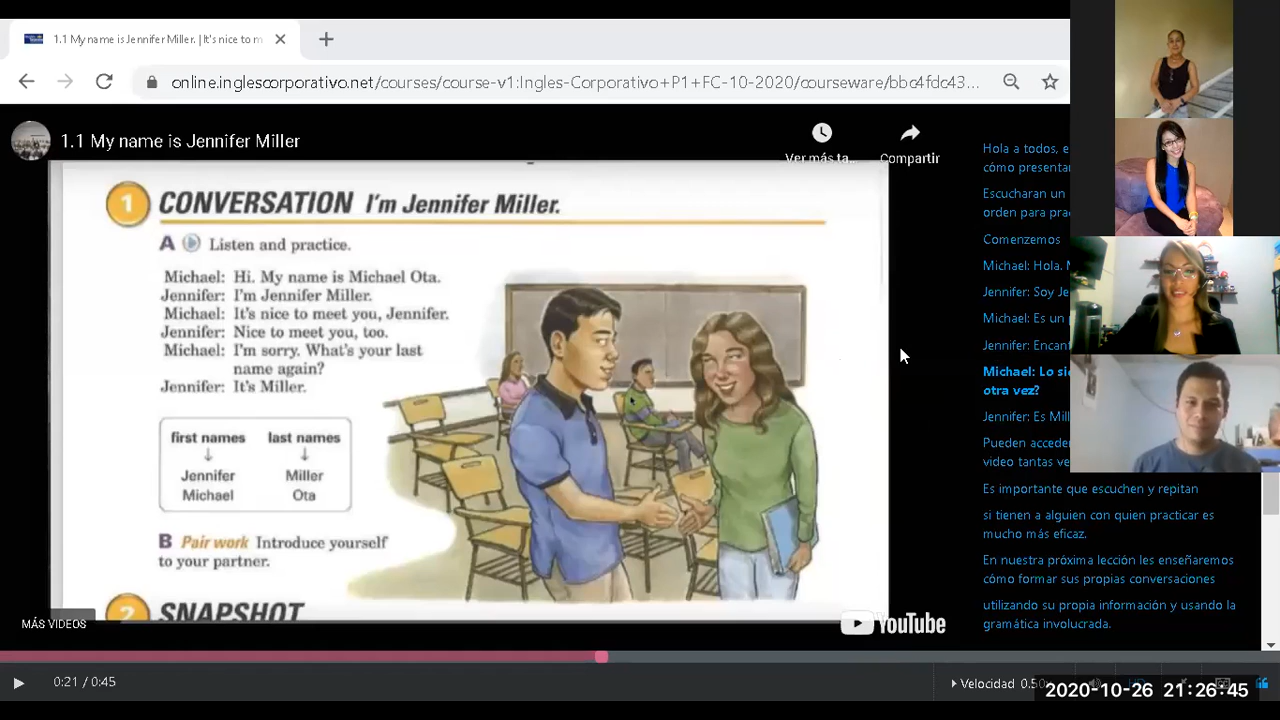 1.1 My name is Jennifer Miller. | It's nice to m
online.inglescorporativo.net/courses/course-v1:Ingles-Corporativo+P1+FC-10-2020/courseware/bbc4fdc43...
1.1 My name is Jennifer Miller
Ver más ta...
Compartir
1 CONVERSATION I'm Jennifer Miller.
A Listen and practice.
Michael: Hi. My name is Michael Ota.
Jennifer: I'm Jennifer Miller.
Michael: It's nice to meet you, Jennifer.
Jennifer: Nice to meet you, too.
Michael: I'm sorry. What's your last
name again?
Jennifer: It's Miller.
first names last names
Jennifer Miller
Michael Ota
B Pair work Introduce yourself
to your partner.
2 SNAPSHOT
MÁS VIDEOS
YouTube
Hola a todos, e
cómo presentar
Escucharan un
orden para pra
Comenzemos
Michael: Hola. M
Jennifer: Soy Je
Michael: Es un
Jennifer: Encant
Michael: Lo si
otra vez?
Jennifer: Es Mill
Pueden acceder
video tantas ve
Es importante que escuchen y repitan
si tienen a alguien con quien practicar es
mucho más eficaz.
En nuestra próxima lección les enseñaremos
cómo formar sus propias conversaciones
utilizando su propia información y usando la
gramática involucrada.
0:21 / 0:45
Velocidad 0.50x
2020-10-26 21:26:45